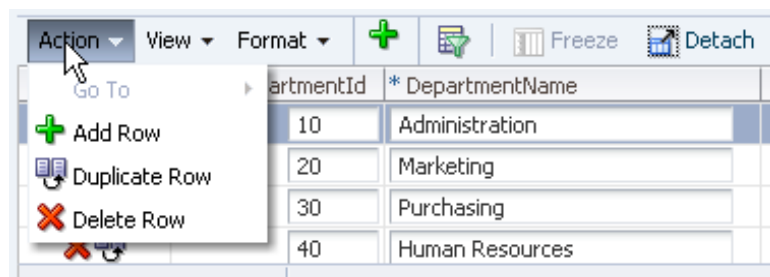 Action View Format Freeze Detach
Go To artmentId * DepartmentName
Add Row 10 Administration
Duplicate Row 20 Marketing
Delete Row 30 Purchasing
40 Human Resources